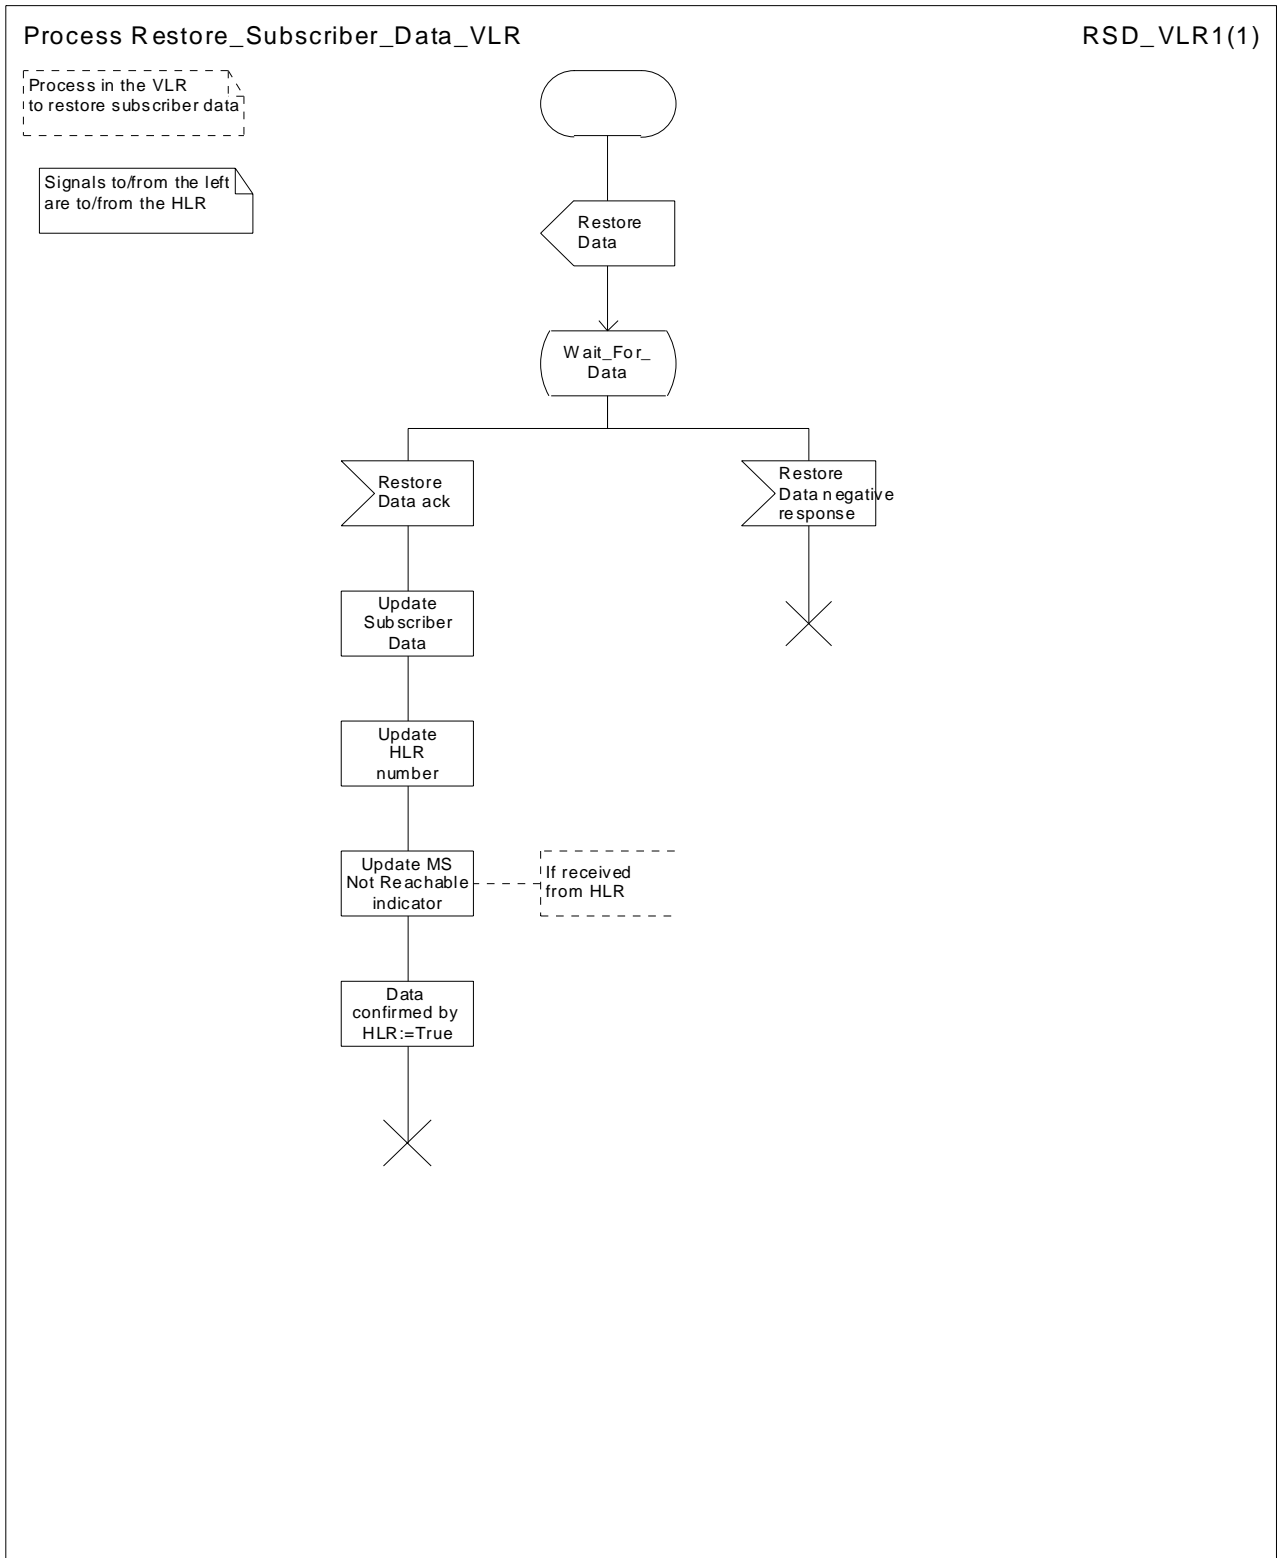 Process Restore_Subscriber_Data_VLR
RSD_VLR1(1)
Process in the VLR
to restore subscriber data
Signals to/from the left
are to/from the HLR
Restore
Data
Wait_For_
Data
Restore
Data ack
Restore
Data negative
response
Update
Subscriber
Data
Update
HLR
number
Update MS
Not Reachable
indicator
If received
from HLR
Data
confirmed by
HLR:=True